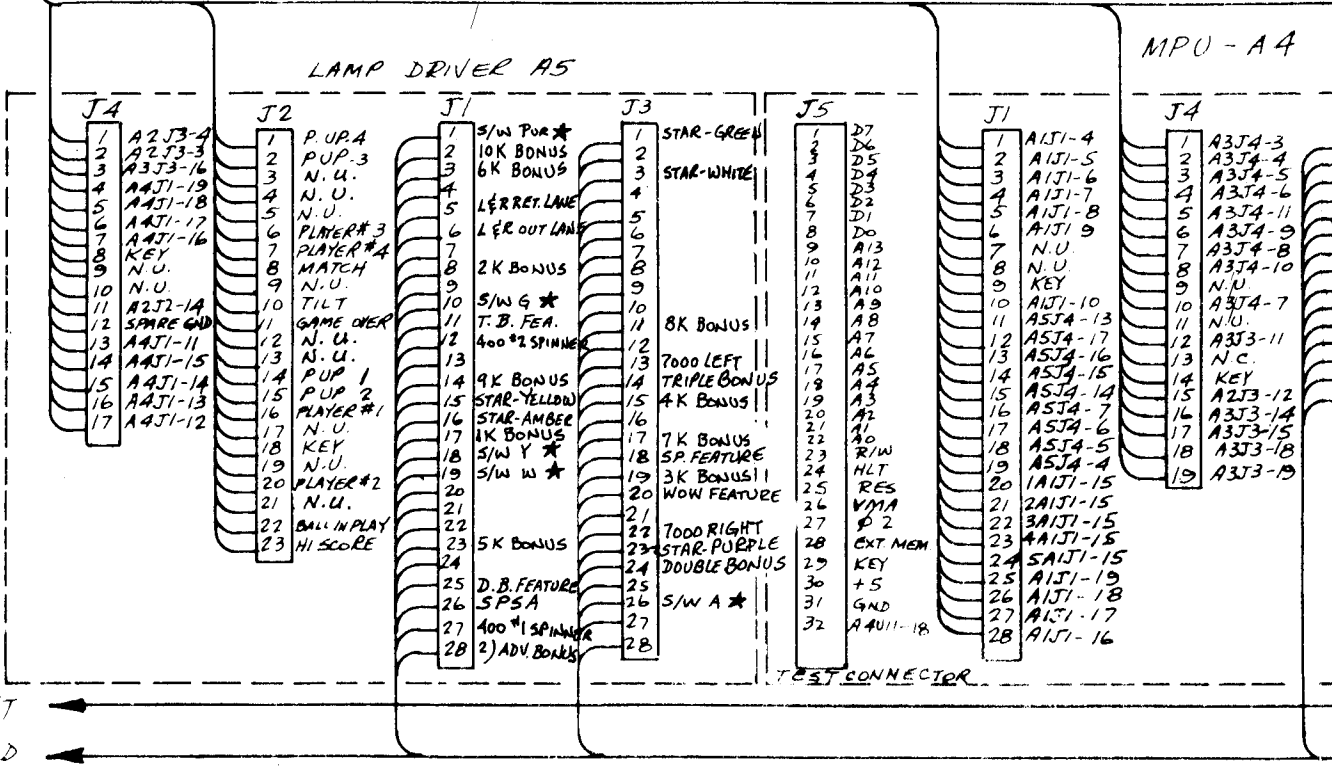 MPU - A4
LAMP DRIVER A5
J4
1 A2J3-4
2 A2J3-3
3 A3J3-16
4 A4J1-19
5 A4J1-18
6 A4J1-17
7 A4J1-16
8 KEY
9 N.U.
10 N.U.
11 A2J2-14
12 SPARE GND
13 A4J1-11
14 A4J1-15
15 A4J1-14
16 A4J1-13
17 A4J1-12
J2
1 P.UP.4
2 PUP.3
3 N.U.
4 N.U.
5 N.U.
6 PLAYER#3
7 PLAYER#4
8 MATCH
9 N.U.
10 TILT
11 GAME OVER
12 N.U.
13 N.U.
14 PUP 1
15 PUP 2
16 PLAYER#1
17 N.U.
18 KEY
19 N.U.
20 PLAYER#2
21 N.U.
22 BALL IN PLAY
23 HI SCORE
J1
1 S/W PUR ★
2 10K BONUS
3 6K BONUS
4
5 L&R RET. LANE
6 L&R OUT LANE
7
8 2K BONUS
9
10 S/W G ★
11 T.B. FEA.
12 400 #2 SPINNER
13
14 9K BONUS
15 STAR-YELLOW
16 STAR-AMBER
17 1K BONUS
18 S/W Y ★
19 S/W W ★
20
21
22
23 5K BONUS
24
25 D.B. FEATURE
26 SPSA
27 400 #1 SPINNER
28 2) ADV. BONUS
J3
1 STAR-GREEN
2
3 STAR-WHITE
4
5
6
7
8
9
10
11 8K BONUS
12
13 7000 LEFT
14 TRIPLE BONUS
15 4K BONUS
16
17 7K BONUS
18 SP. FEATURE
19 3K BONUS
20 WOW FEATURE
21
22 7000 RIGHT
23 STAR-PURPLE
24 DOUBLE BONUS
25
26 S/W A ★
27
28
J5
1 D7
2 D6
3 D5
4 D4
5 D3
6 D2
7 D1
8 D0
9 A13
10 A12
11 A11
12 A10
13 A9
14 A8
15 A7
16 A6
17 A5
18 A4
19 A3
20 A2
21 A1
22 A0
23 R/W
24 HLT
25 RES
26 VMA
27 Ø2
28 EXT. MEM
29 KEY
30 +5
31 GND
32 A4U11-18
TEST CONNECTOR
J1
1 A1J1-4
2 A1J1-5
3 A1J1-6
4 A1J1-7
5 A1J1-8
6 A1J1 9
7 N.U.
8 N.U.
9 KEY
10 A1J1-10
11 A5J4-13
12 A5J4-17
13 A5J4-16
14 A5J4-15
15 A5J4-14
16 A5J4-7
17 A5J4-6
18 A5J4-5
19 A5J4-4
20 1A1J1-15
21 2A1J1-15
22 3A1J1-15
23 4A1J1-15
24 5A1J1-15
25 A1J1-19
26 A1J1-18
27 A1J1-17
28 A1J1-16
J4
1 A3J4-3
2 A3J4-4
3 A3J4-5
4 A3J4-6
5 A3J4-11
6 A3J4-9
7 A3J4-8
8 A3J4-10
9 N.U.
10 A3J4-7
11 N.U.
12 A3J3-11
13 N.C.
14 KEY
15 A2J3-12
16 A3J3-14
17 A3J3-15
18 A3J3-18
19 A3J3-19
T
D